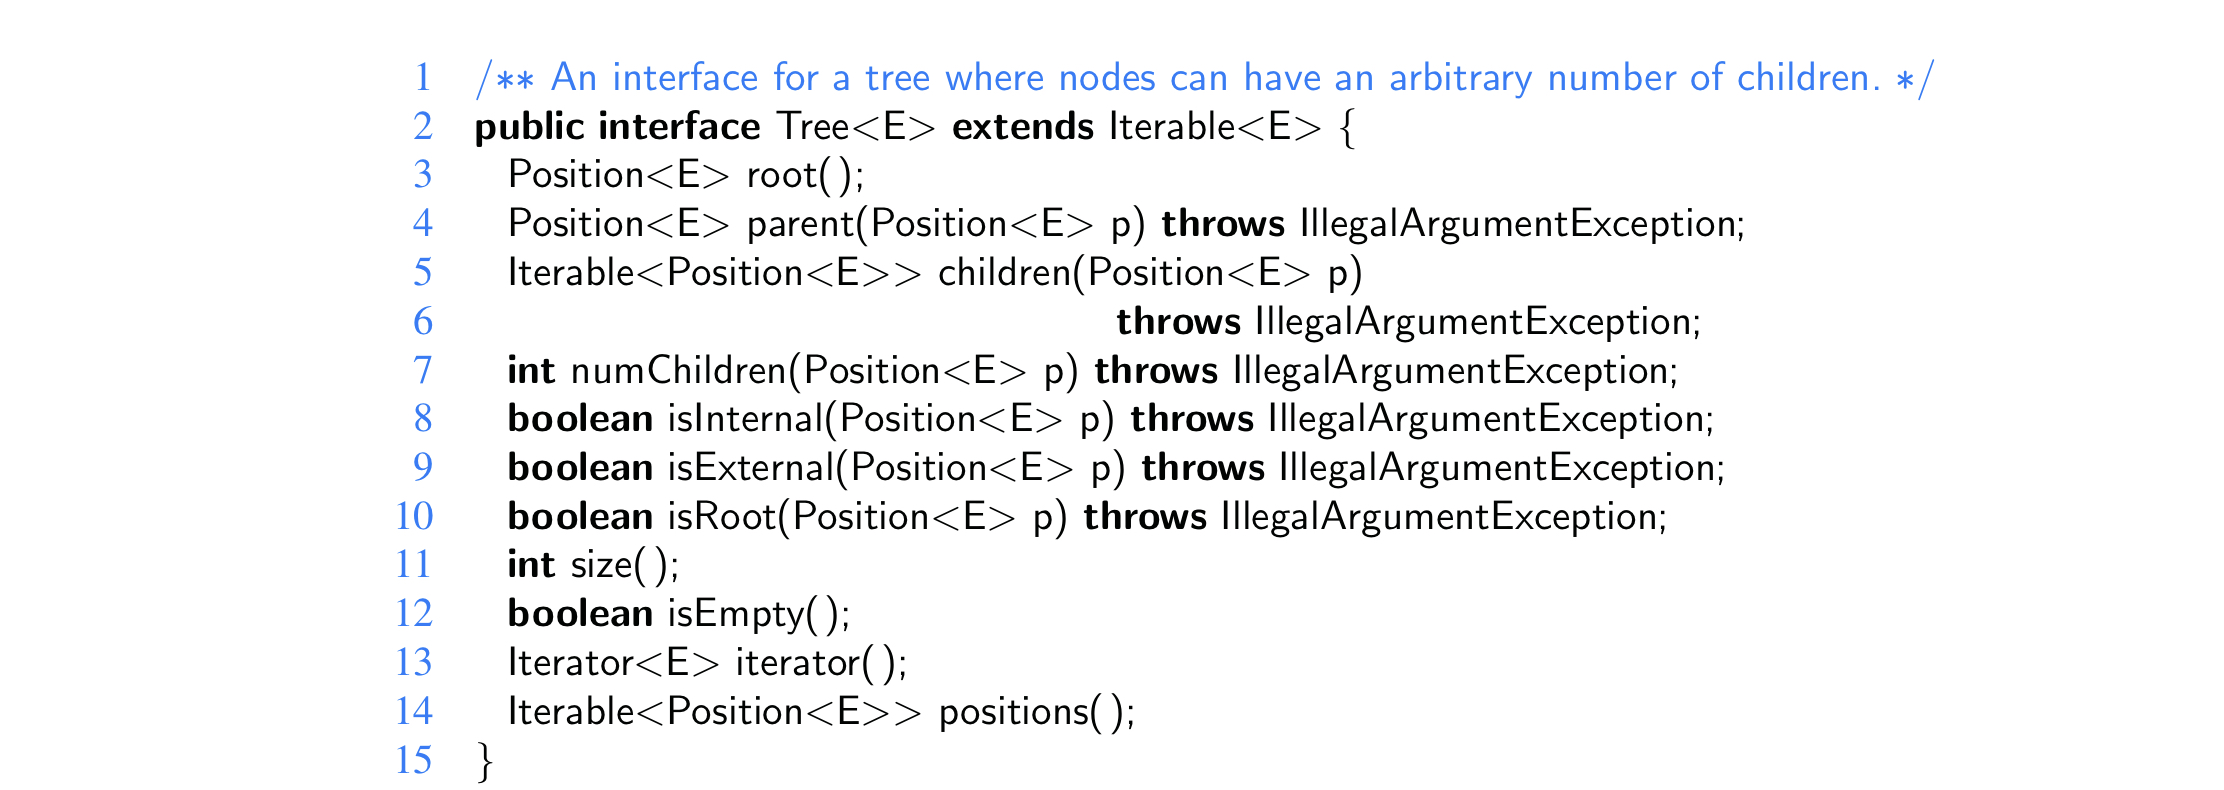 1 /** An interface for a tree where nodes can have an arbitrary number of children. */
2 public interface Tree<E> extends Iterable<E> {
3 Position<E> root();
4 Position<E> parent(Position<E> p) throws IllegalArgumentException;
5 Iterable<Position<E>> children(Position<E> p)
6 throws IllegalArgumentException;
7 int numChildren(Position<E> p) throws IllegalArgumentException;
8 boolean isInternal(Position<E> p) throws IllegalArgumentException;
9 boolean isExternal(Position<E> p) throws IllegalArgumentException;
10 boolean isRoot(Position<E> p) throws IllegalArgumentException;
11 int size();
12 boolean isEmpty();
13 Iterator<E> iterator();
14 Iterable<Position<E>> positions();
15 }